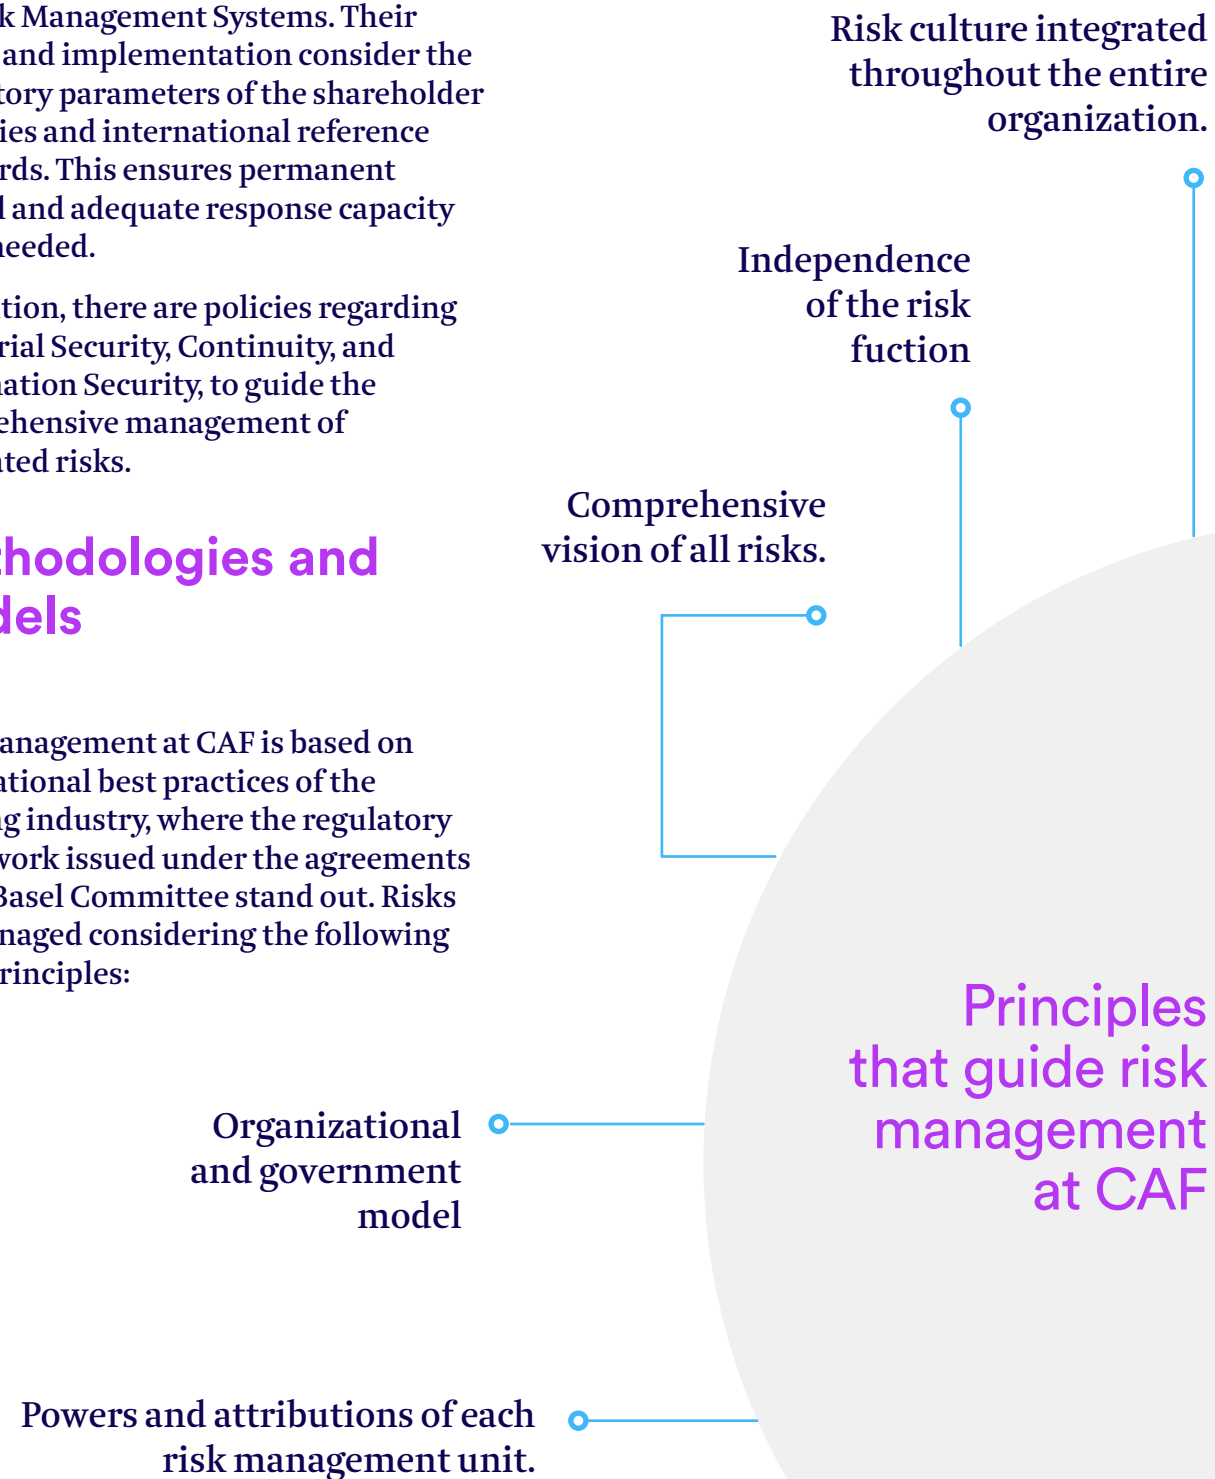 k Management Systems. Their
and implementation consider the
tory parameters of the shareholder
ies and international reference
rds. This ensures permanent
l and adequate response capacity
needed.
tion, there are policies regarding
rial Security, Continuity, and
nation Security, to guide the
ehensive management of
ated risks.
thodologies and
dels
anagement at CAF is based on
ational best practices of the
ng industry, where the regulatory
work issued under the agreements
Basel Committee stand out. Risks
naged considering the following
rinciples:
Risk culture integrated
throughout the entire
organization.
Independence
of the risk
fuction
Comprehensive
vision of all risks.
Organizational
and government
model
Powers and attributions of each
risk management unit.
Principles
that guide risk
management
at CAF